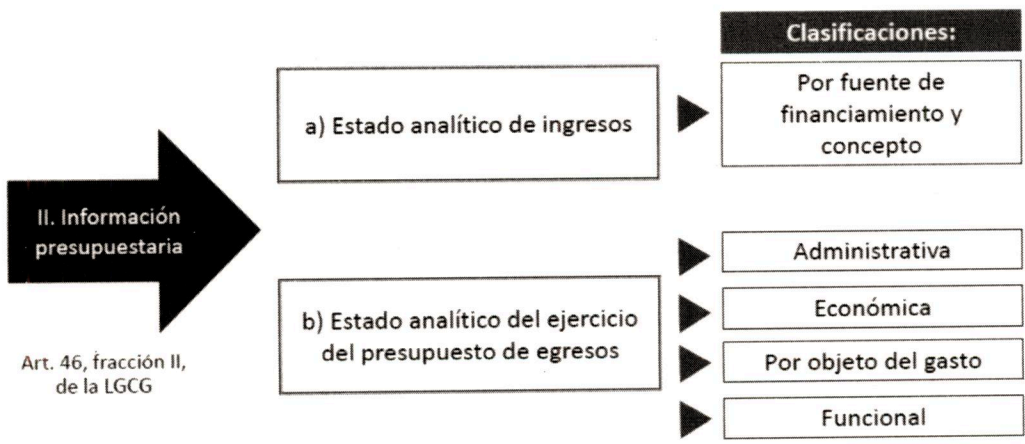 Clasificaciones:
a) Estado analítico de ingresos
Por fuente de
financiamiento y
concepto
II. Información
presupuestaria
Art. 46, fracción II,
de la LGCG
b) Estado analítico del ejercicio
del presupuesto de egresos
Administrativa
Económica
Por objeto del gasto
Funcional